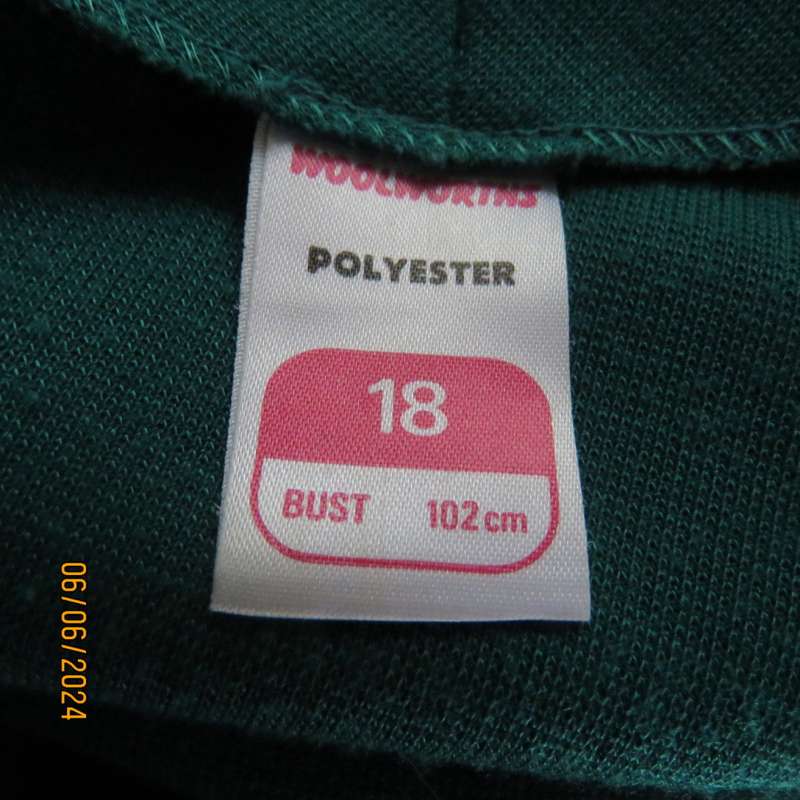 WOOLWORTHS
POLYESTER
18
BUST 102cm
06/06/2024